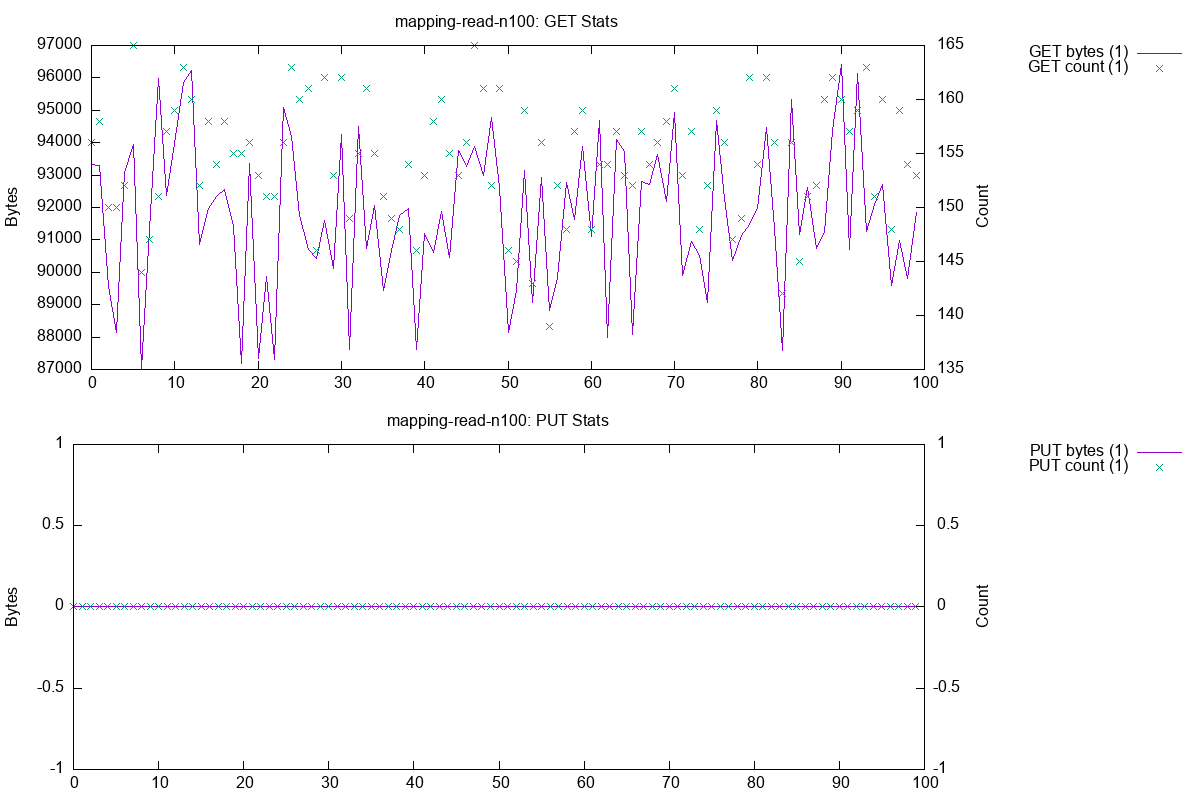 mapping-read-n100: GET Stats
97000
96000
95000
94000
93000
92000
91000
90000
89000
88000
87000
Bytes
165
160
155
150
145
140
135
Count
0 10 20 30 40 50 60 70 80 90 100
GET bytes (1)
GET count (1)
mapping-read-n100: PUT Stats
1
0.5
0
-0.5
-1
Bytes
1
0.5
0
-0.5
-1
Count
0 10 20 30 40 50 60 70 80 90 100
PUT bytes (1)
PUT count (1)